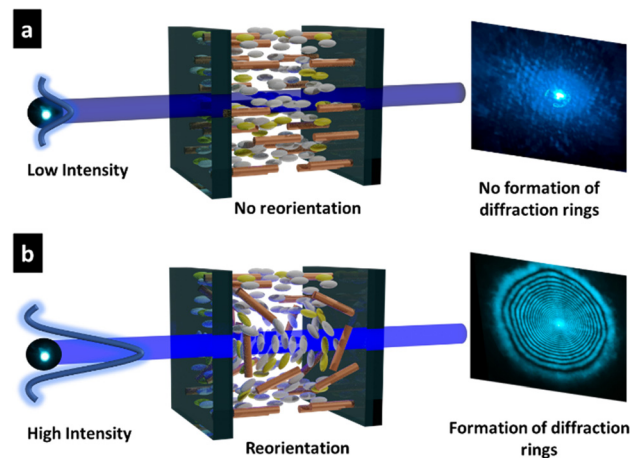 a
Low Intensity
No reorientation
No formation of
diffraction rings
b
High Intensity
Reorientation
Formation of diffraction
rings